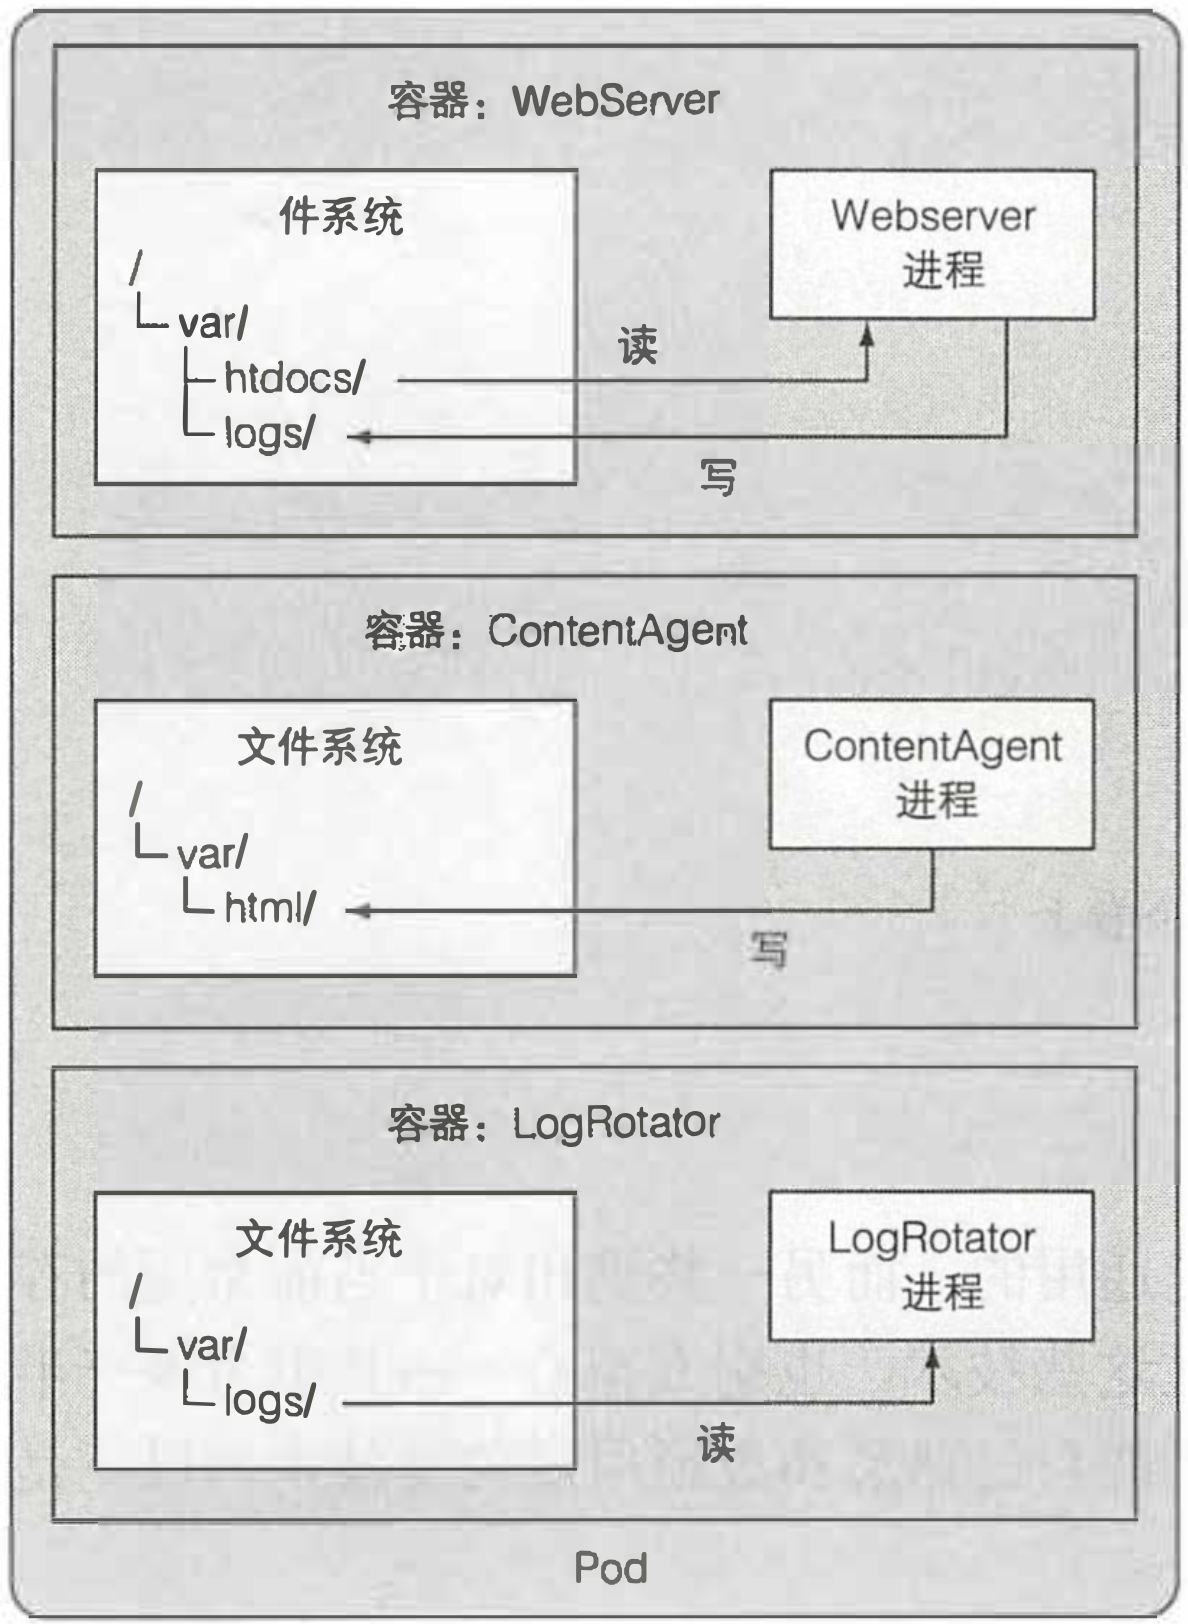 容器：WebServer
件系统
/
var/
htdocs/
logs/
Webserver
进程
读
写
容器：ContentAgent
文件系统
/
var/
html/
ContentAgent
进程
写
容器：LogRotator
文件系统
/
var/
logs/
LogRotator
进程
读
Pod